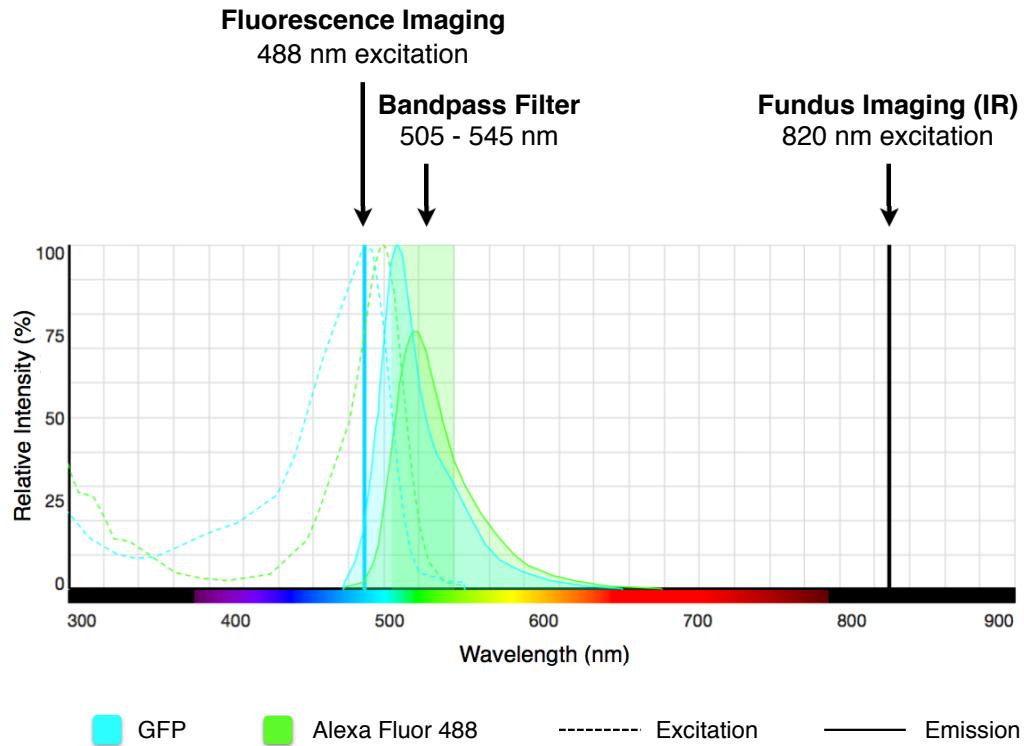 Fluorescence Imaging
488 nm excitation
Bandpass Filter
505 - 545 nm
Fundus Imaging (IR)
820 nm excitation
Relative Intensity (%)
100
75
50
25
0
300 400 500 600 700 800 900
Wavelength (nm)
GFP Alexa Fluor 488 Excitation Emission